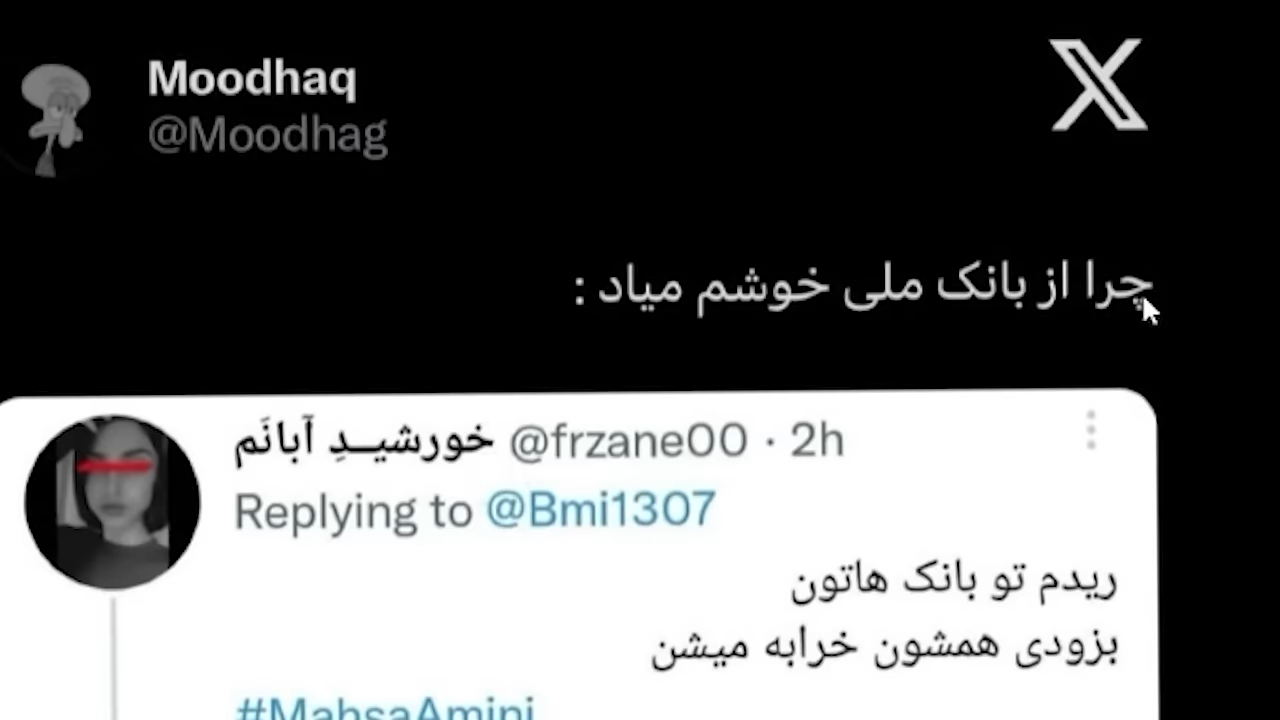 Moodhaq
@Moodhag
چرا از بانک ملی خوشم میاد :
خورشیــدِ آبانَم @frzane00 · 2h
Replying to @Bmi1307
ریدم تو بانک هاتون
بزودی همشون خرابه میشن
#MahsaAmini